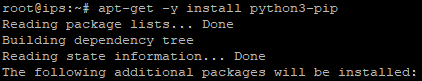 root@ips:~# apt-get -y install python3-pip
Reading package lists... Done
Building dependency tree
Reading state information... Done
The following additional packages will be installed: